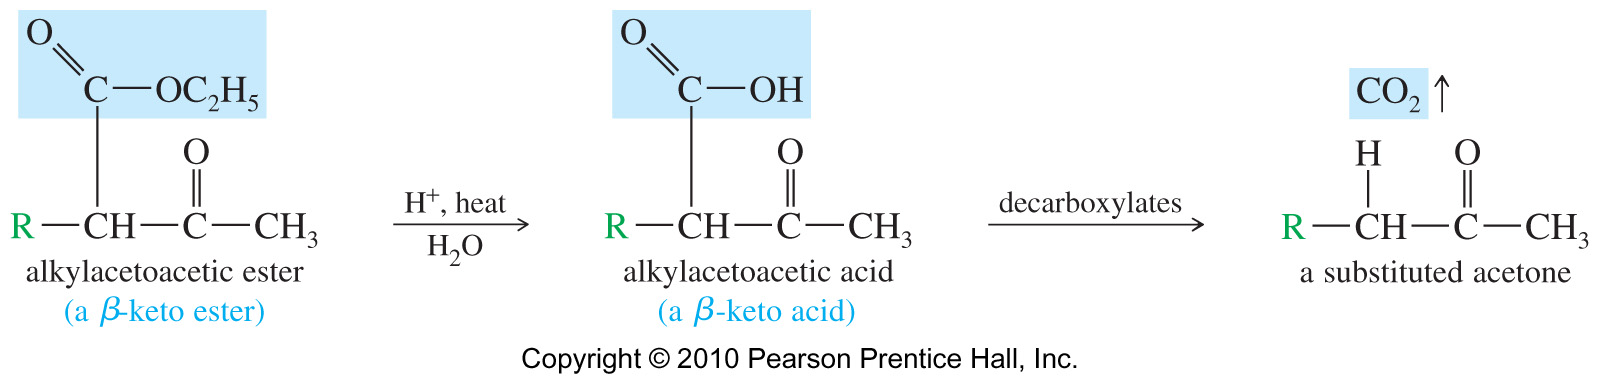 O
C—OC₂H₅
O
R—CH—C—CH₃
alkylacetoacetic ester
(a β-keto ester)
H⁺, heat
H₂O
O
C—OH
O
R—CH—C—CH₃
alkylacetoacetic acid
(a β-keto acid)
decarboxylates
CO₂↑
H O
R—CH—C—CH₃
a substituted acetone
Copyright © 2010 Pearson Prentice Hall, Inc.